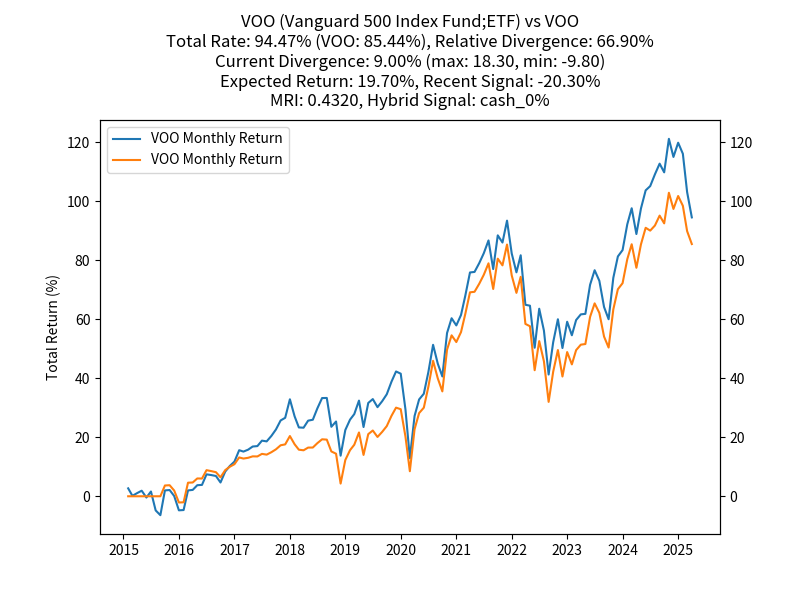 VOO (Vanguard 500 Index Fund;ETF) vs VOO
Total Rate: 94.47% (VOO: 85.44%), Relative Divergence: 66.90%
Current Divergence: 9.00% (max: 18.30, min: -9.80)
Expected Return: 19.70%, Recent Signal: -20.30%
MRI: 0.4320, Hybrid Signal: cash_0%
VOO Monthly Return
VOO Monthly Return
Total Return (%)
120
100
80
60
40
20
0
120
100
80
60
40
20
0
2015 2016 2017 2018 2019 2020 2021 2022 2023 2024 2025